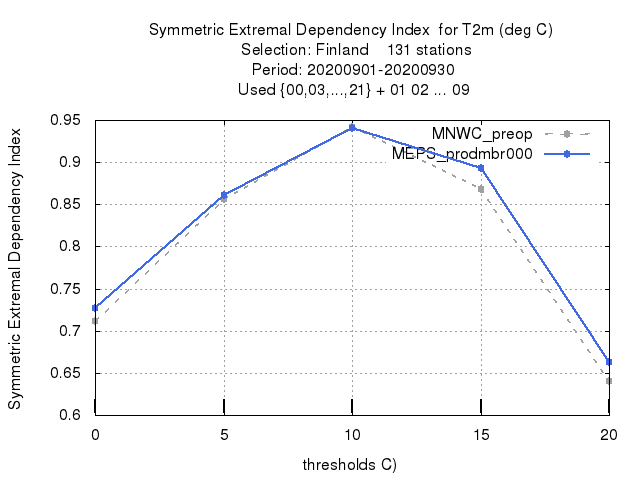 Symmetric Extremal Dependency Index for T2m (deg C)
Selection: Finland 131 stations
Period: 20200901-20200930
Used {00,03,...,21} + 01 02 ... 09
Symmetric Extremal Dependency Index
0.95
0.9
0.85
0.8
0.75
0.7
0.65
0.6
MNWC_preop
MEPS_prodmbr000
0 5 10 15 20
thresholds C)